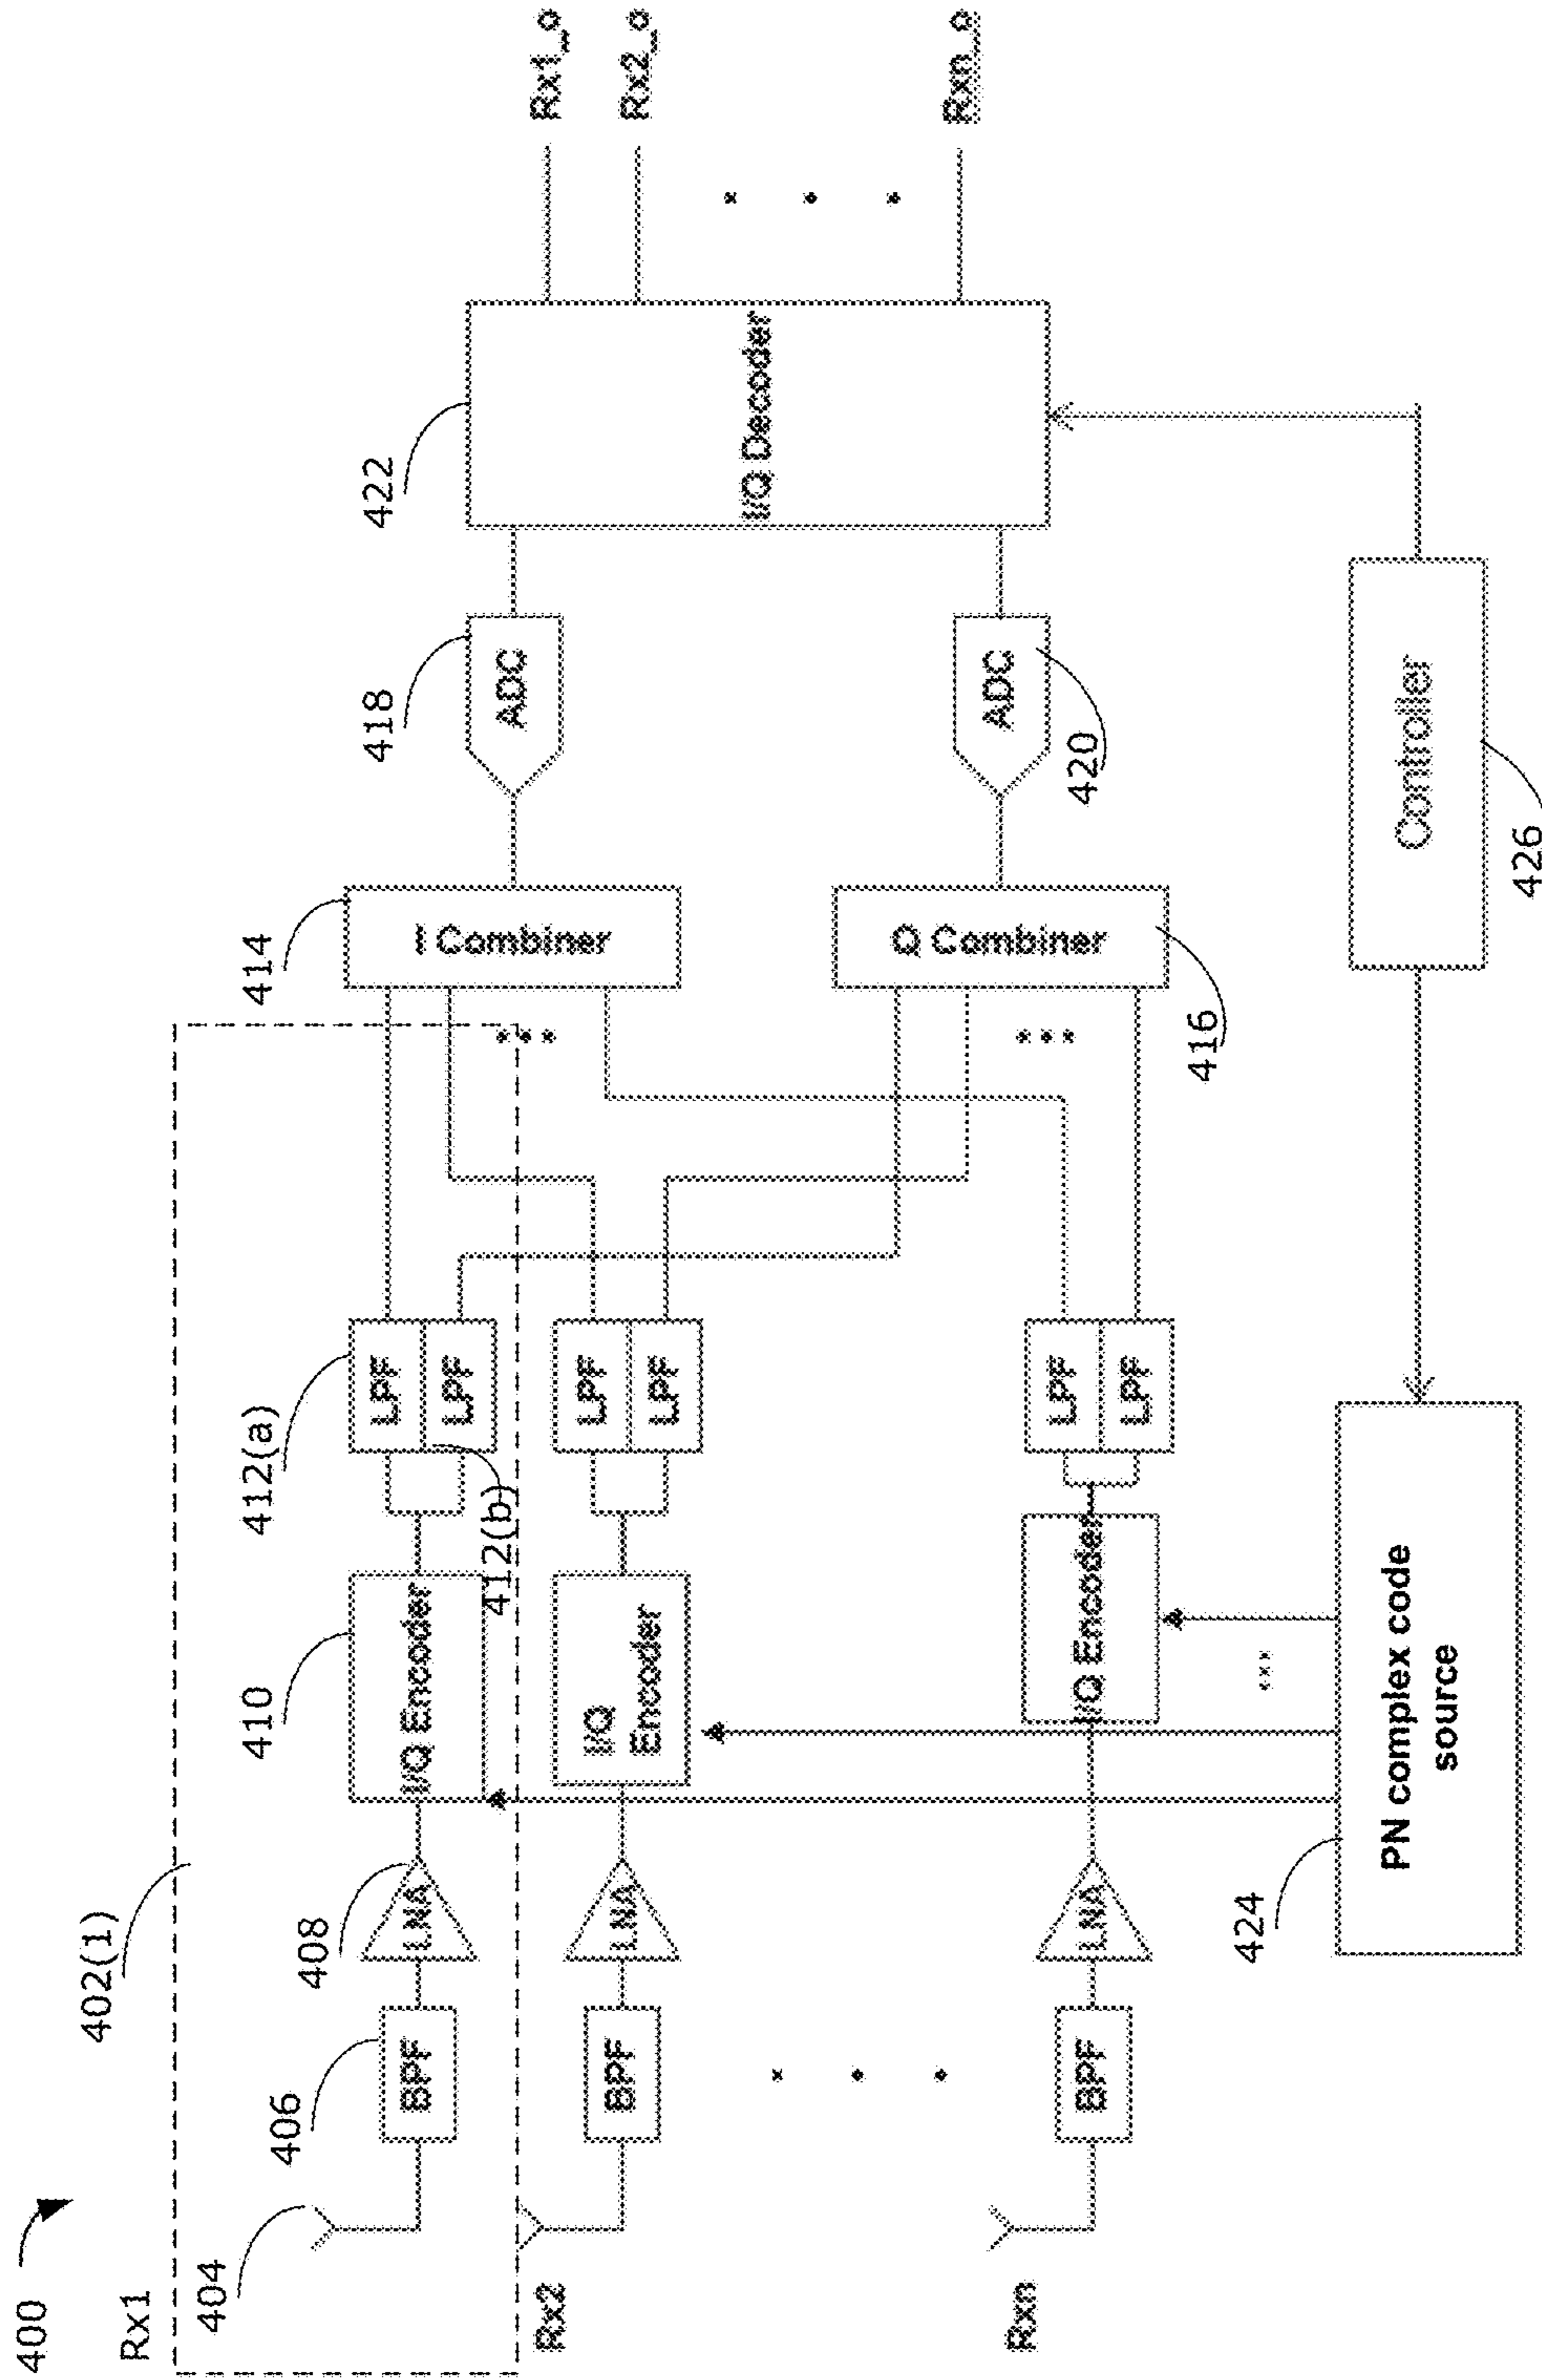 400
Rx1
402(1)
404
406
BPF
408
LNA
410
I/Q Encoder
412(a)
LPF
LPF
412(b)
414
I Combiner
418
ADC
422
I/Q Decoder
Rx1_o
Rx2_o
Rxn_o
Rx2
BPF
LNA
I/Q
Encoder
LPF
LPF
Q Combiner
416
ADC
420
Rxn
BPF
LNA
I/Q Encoder
LPF
LPF
424
PN complex code
source
Controller
426